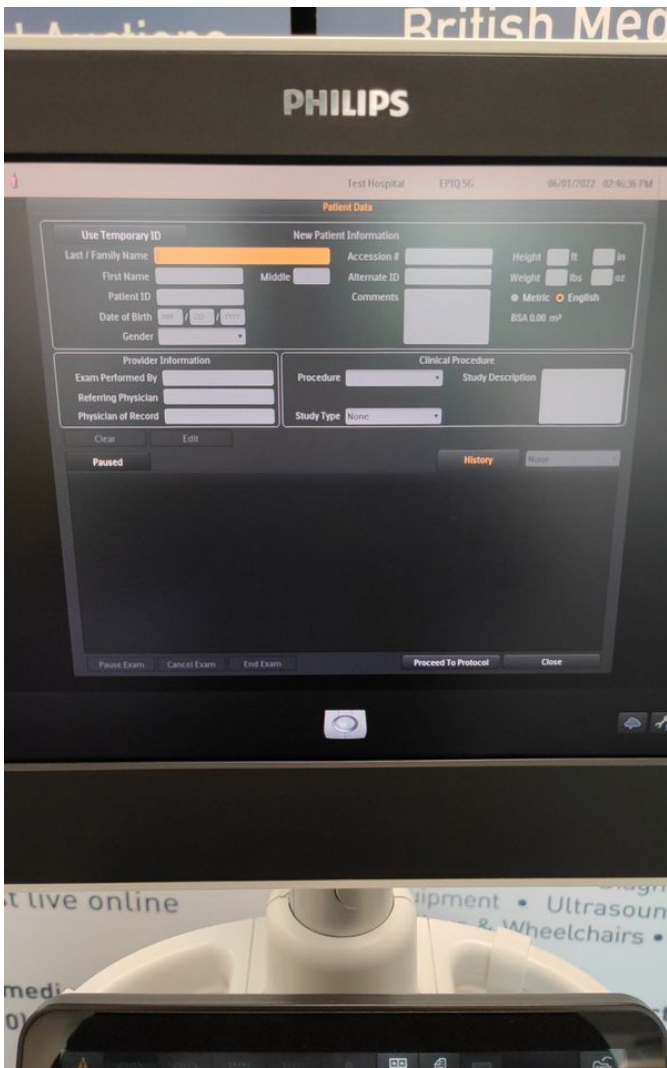 British Med
PHILIPS
Test Hospital EPIQ 5G 06/01/2022 02:46:36 PM
Patient Data
Use Temporary ID New Patient Information
Last / Family Name Accession # Height ft in
First Name Middle Alternate ID Weight lbs oz
Patient ID Comments Metric English
Date of Birth / DD / YYYY BSA 0.00 m²
Gender
Provider Information Clinical Procedure
Exam Performed By Procedure Study Description
Referring Physician
Physician of Record Study Type None
Clear Edit
Paused History None
Pause Exam Cancel Exam End Exam Proceed To Protocol Close
t live online
ipment • Ultrasoun
& Wheelchairs •
medi